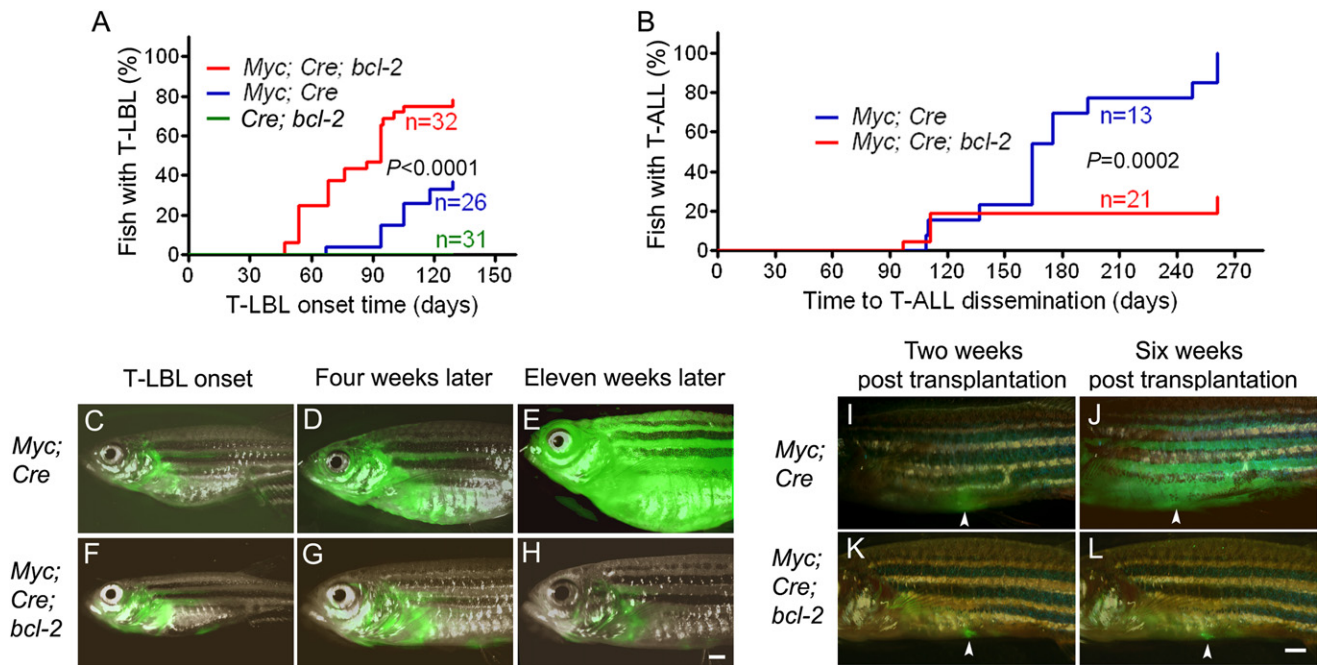 A
100
80
60
40
20
0
Fish with T-LBL (%)
Myc; Cre; bcl-2
Myc; Cre
Cre; bcl-2
n=32
P<0.0001
n=26
n=31
0 30 60 90 120 150
T-LBL onset time (days)
B
100
80
60
40
20
0
Fish with T-ALL (%)
Myc; Cre
Myc; Cre; bcl-2
n=13
P=0.0002
n=21
0 30 60 90 120 150 180 210 240 270
Time to T-ALL dissemination (days)
T-LBL onset
Four weeks later
Eleven weeks later
Myc;
Cre
C
D
E
Myc;
Cre;
bcl-2
F
G
H
Two weeks
post transplantation
Six weeks
post transplantation
Myc;
Cre
I
J
Myc;
Cre;
bcl-2
K
L